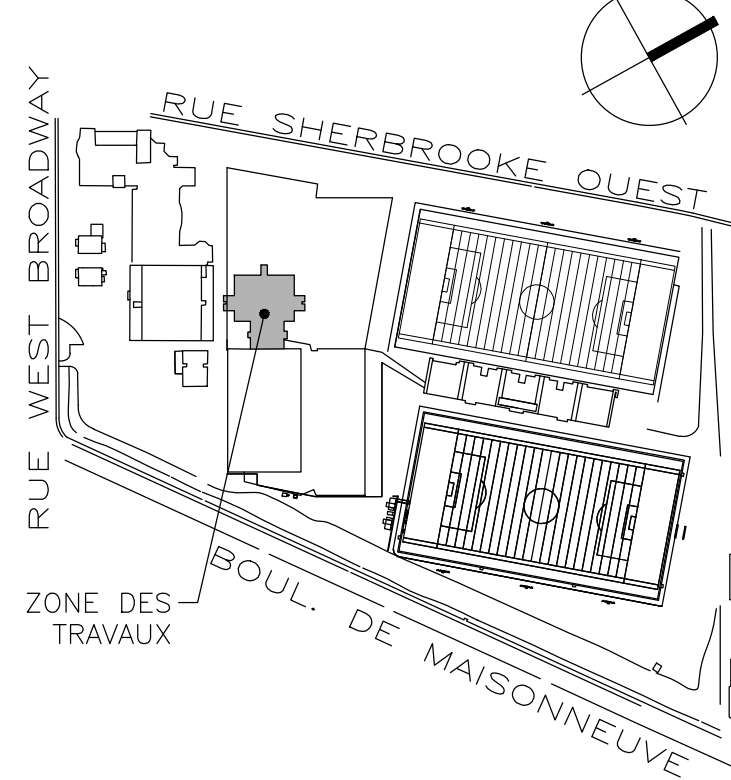 RUE SHERBROOKE OUEST
RUE WEST BROADWAY
ZONE DES
TRAVAUX
BOUL. DE MAISONNEUVE